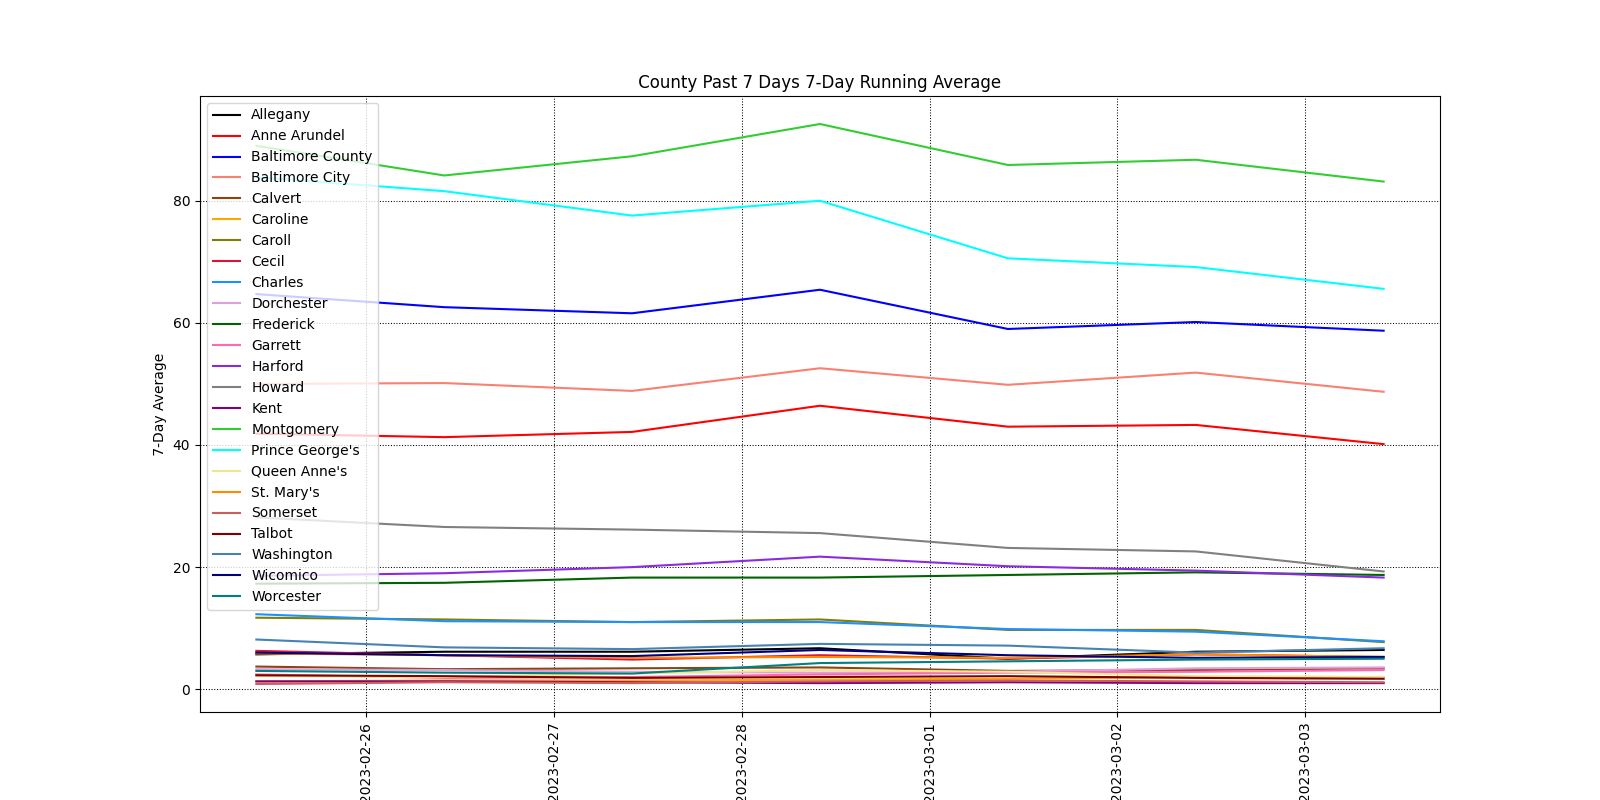 County Past 7 Days 7-Day Running Average
7-Day Average
80
60
40
20
0
Allegany
Anne Arundel
Baltimore County
Baltimore City
Calvert
Caroline
Caroll
Cecil
Charles
Dorchester
Frederick
Garrett
Harford
Howard
Kent
Montgomery
Prince George's
Queen Anne's
St. Mary's
Somerset
Talbot
Washington
Wicomico
Worcester
2023-02-26
2023-02-27
2023-02-28
2023-03-01
2023-03-02
2023-03-03